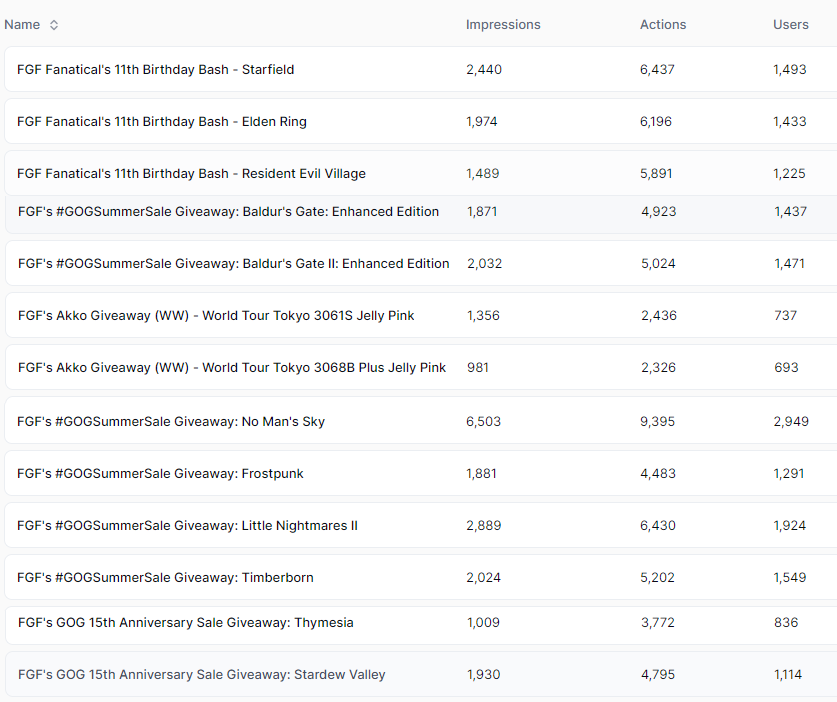 Name Impressions Actions Users
FGF Fanatical's 11th Birthday Bash - Starfield 2,440 6,437 1,493
FGF Fanatical's 11th Birthday Bash - Elden Ring 1,974 6,196 1,433
FGF Fanatical's 11th Birthday Bash - Resident Evil Village 1,489 5,891 1,225
FGF's #GOGSummerSale Giveaway: Baldur's Gate: Enhanced Edition 1,871 4,923 1,437
FGF's #GOGSummerSale Giveaway: Baldur's Gate II: Enhanced Edition 2,032 5,024 1,471
FGF's Akko Giveaway (WW) - World Tour Tokyo 3061S Jelly Pink 1,356 2,436 737
FGF's Akko Giveaway (WW) - World Tour Tokyo 3068B Plus Jelly Pink 981 2,326 693
FGF's #GOGSummerSale Giveaway: No Man's Sky 6,503 9,395 2,949
FGF's #GOGSummerSale Giveaway: Frostpunk 1,881 4,483 1,291
FGF's #GOGSummerSale Giveaway: Little Nightmares II 2,889 6,430 1,924
FGF's #GOGSummerSale Giveaway: Timberborn 2,024 5,202 1,549
FGF's GOG 15th Anniversary Sale Giveaway: Thymesia 1,009 3,772 836
FGF's GOG 15th Anniversary Sale Giveaway: Stardew Valley 1,930 4,795 1,114